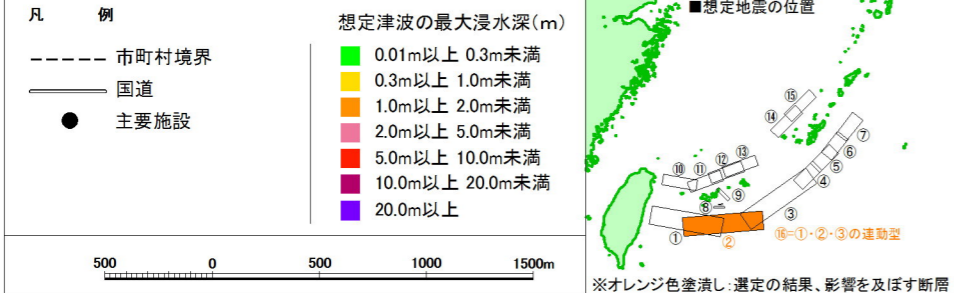 凡 例
市町村境界
国道
主要施設
想定津波の最大浸水深(m)
0.01m以上 0.3m未満
0.3m以上 1.0m未満
1.0m以上 2.0m未満
2.0m以上 5.0m未満
5.0m以上 10.0m未満
10.0m以上 20.0m未満
20.0m以上
500 0 500 1000 1500m
■想定地震の位置
⑮
⑭
⑦
⑥
⑤
④
⑬
⑫
⑪
⑩
⑨
⑧
③
①
②
⑯=①・②・③の連動型
※オレンジ色塗潰し:選定の結果、影響を及ぼす断層